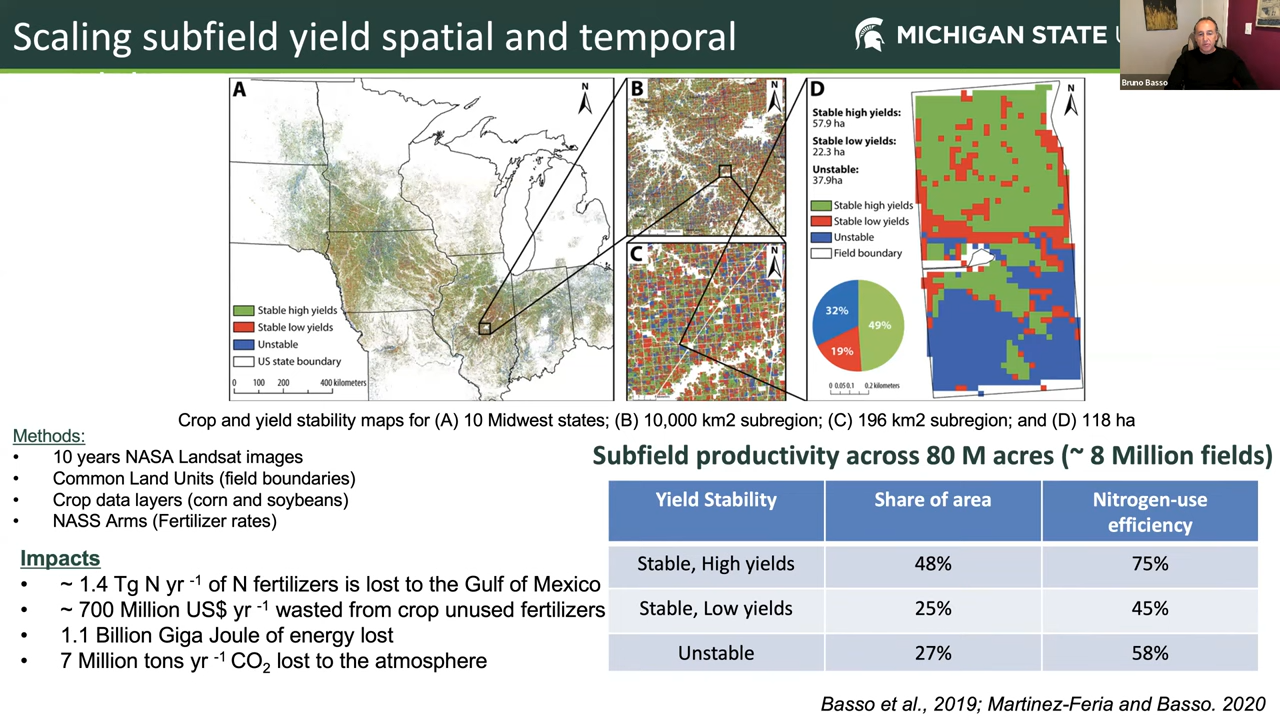 Scaling subfield yield spatial and temporal
MICHIGAN STATE
Bruno Basso
A
N
Stable high yields
Stable low yields
Unstable
US state boundary
0 100 200 400 kilometers
B
N
C
N
D
N
Stable high yields:
57.9 ha
Stable low yields:
22.3 ha
Unstable:
37.9ha
Stable high yields
Stable low yields
Unstable
Field boundary
32%
49%
19%
0 0.05 0.1 0.2 kilometers
Crop and yield stability maps for (A) 10 Midwest states; (B) 10,000 km2 subregion; (C) 196 km2 subregion; and (D) 118 ha
Methods:
• 10 years NASA Landsat images
• Common Land Units (field boundaries)
• Crop data layers (corn and soybeans)
• NASS Arms (Fertilizer rates)
Impacts
• ~ 1.4 Tg N yr -1 of N fertilizers is lost to the Gulf of Mexico
• ~ 700 Million US$ yr -1 wasted from crop unused fertilizers
• 1.1 Billion Giga Joule of energy lost
• 7 Million tons yr -1 CO2 lost to the atmosphere
Subfield productivity across 80 M acres (~ 8 Million fields)
Yield Stability Share of area Nitrogen-use
efficiency
Stable, High yields 48% 75%
Stable, Low yields 25% 45%
Unstable 27% 58%
Basso et al., 2019; Martinez-Feria and Basso. 2020